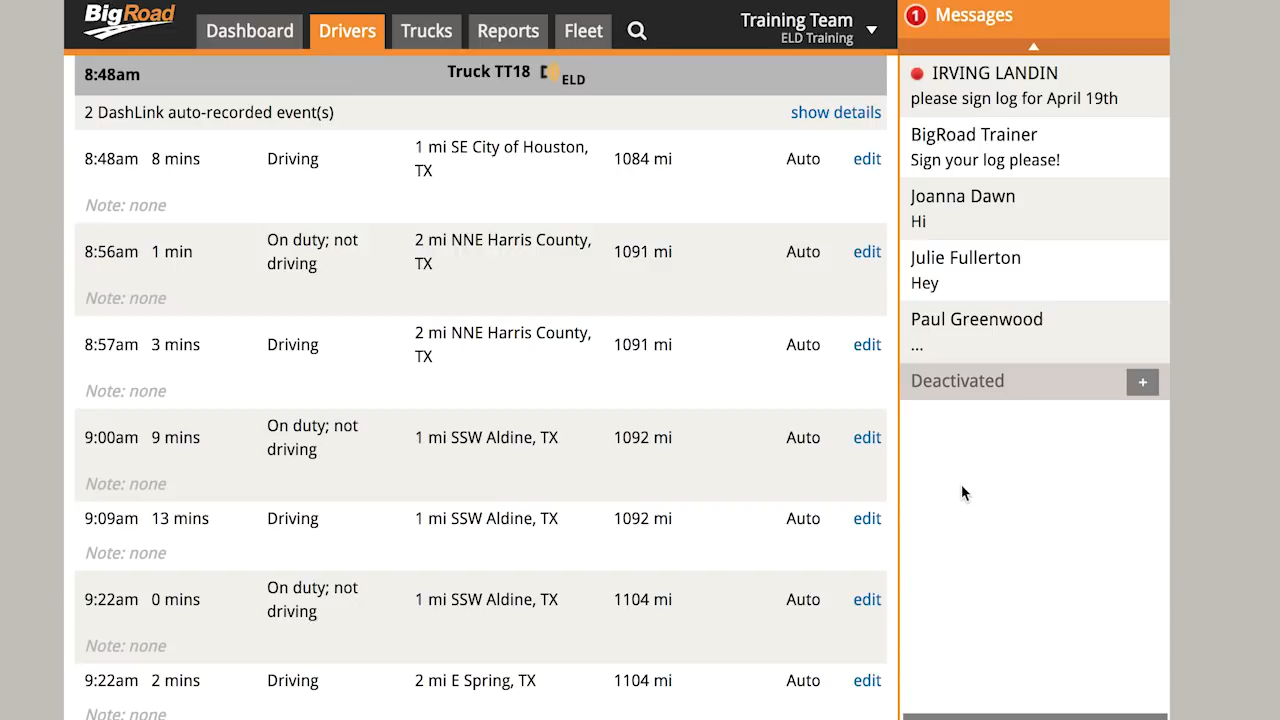 BigRoad
Dashboard
Drivers
Trucks
Reports
Fleet
Training Team
ELD Training
1 Messages
8:48am Truck TT18 ELD
2 DashLink auto-recorded event(s) show details
8:48am 8 mins Driving 1 mi SE City of Houston, TX 1084 mi Auto edit
Note: none
8:56am 1 min On duty; not driving 2 mi NNE Harris County, TX 1091 mi Auto edit
Note: none
8:57am 3 mins Driving 2 mi NNE Harris County, TX 1091 mi Auto edit
Note: none
9:00am 9 mins On duty; not driving 1 mi SSW Aldine, TX 1092 mi Auto edit
Note: none
9:09am 13 mins Driving 1 mi SSW Aldine, TX 1092 mi Auto edit
Note: none
9:22am 0 mins On duty; not driving 1 mi SSW Aldine, TX 1104 mi Auto edit
Note: none
9:22am 2 mins Driving 2 mi E Spring, TX 1104 mi Auto edit
Note: none
IRVING LANDIN
please sign log for April 19th
BigRoad Trainer
Sign your log please!
Joanna Dawn
Hi
Julie Fullerton
Hey
Paul Greenwood
...
Deactivated +